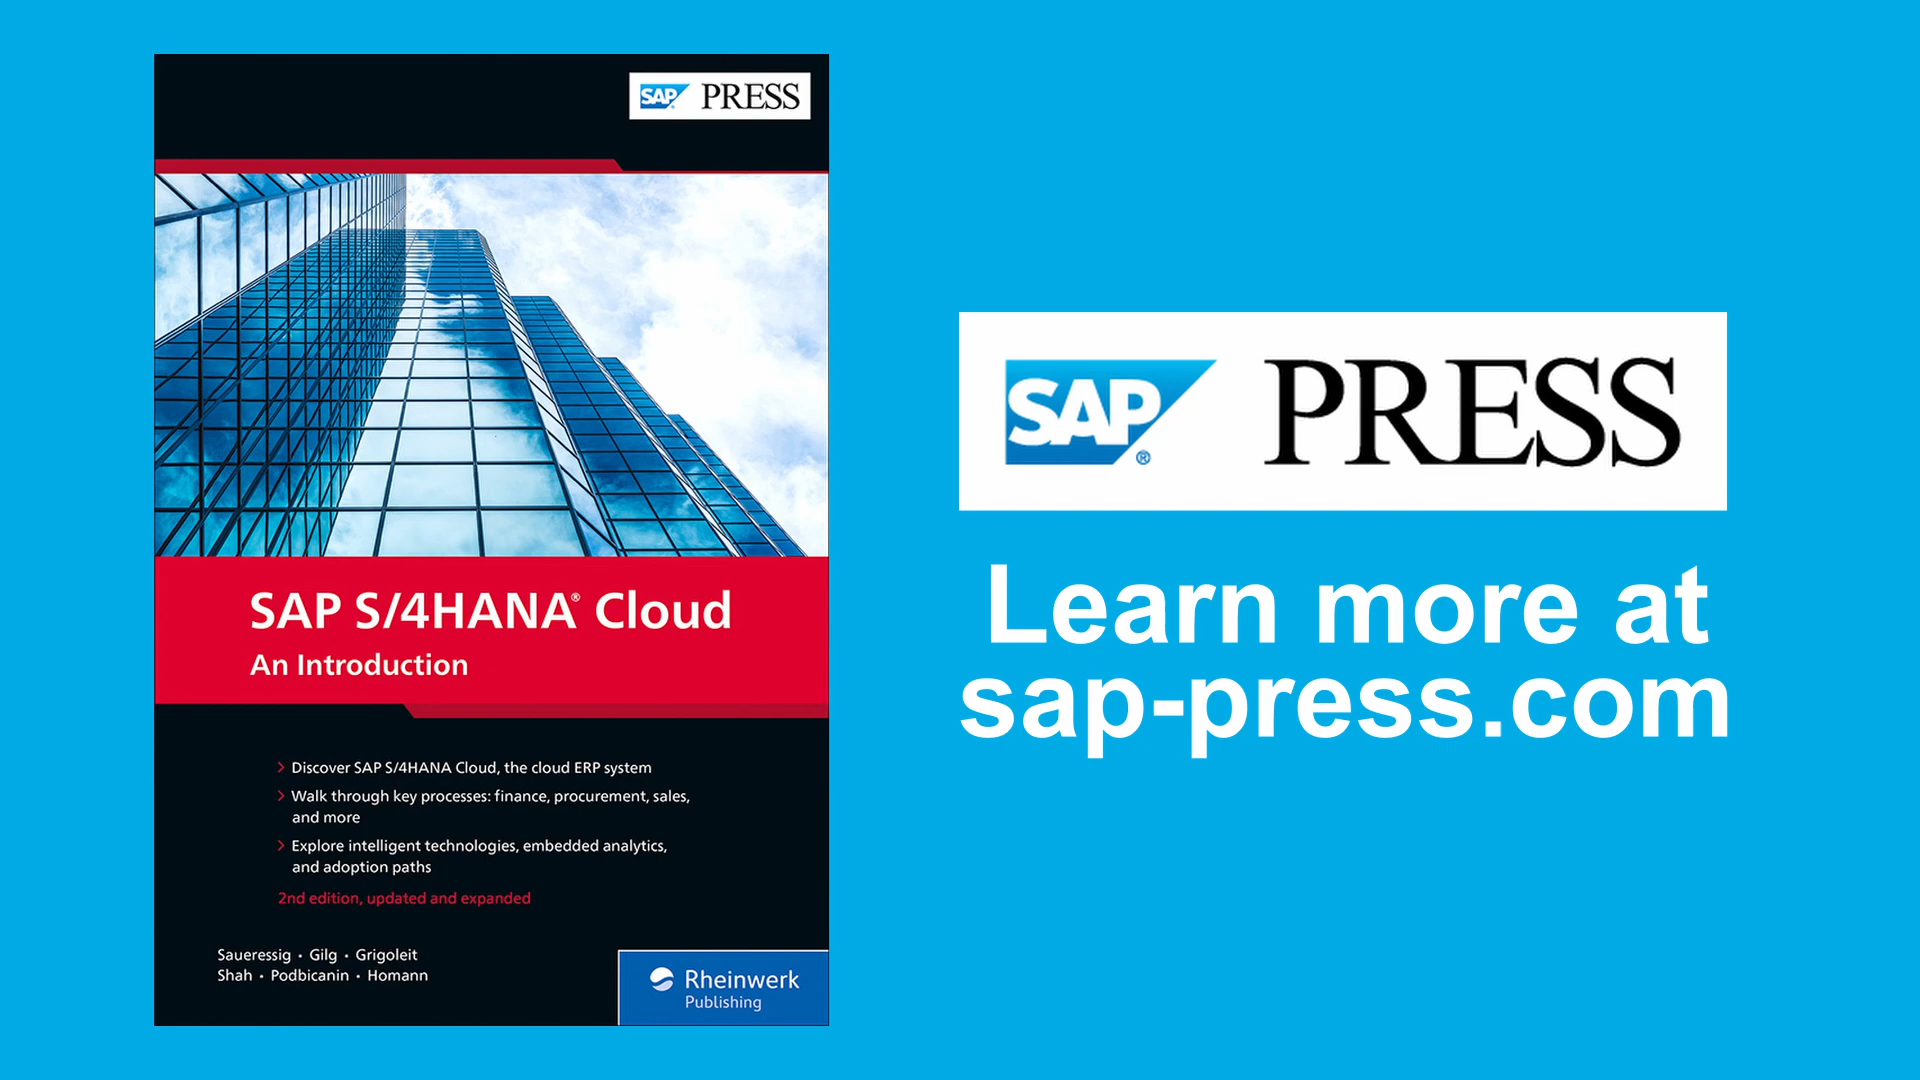 SAP PRESS
SAP S/4HANA® Cloud
An Introduction
> Discover SAP S/4HANA Cloud, the cloud ERP system
> Walk through key processes: finance, procurement, sales,
and more
> Explore intelligent technologies, embedded analytics,
and adoption paths
2nd edition, updated and expanded
Saueressig • Gilg • Grigoleit
Shah • Podbicanin • Homann
Rheinwerk
Publishing
SAP® PRESS
Learn more at
sap-press.com